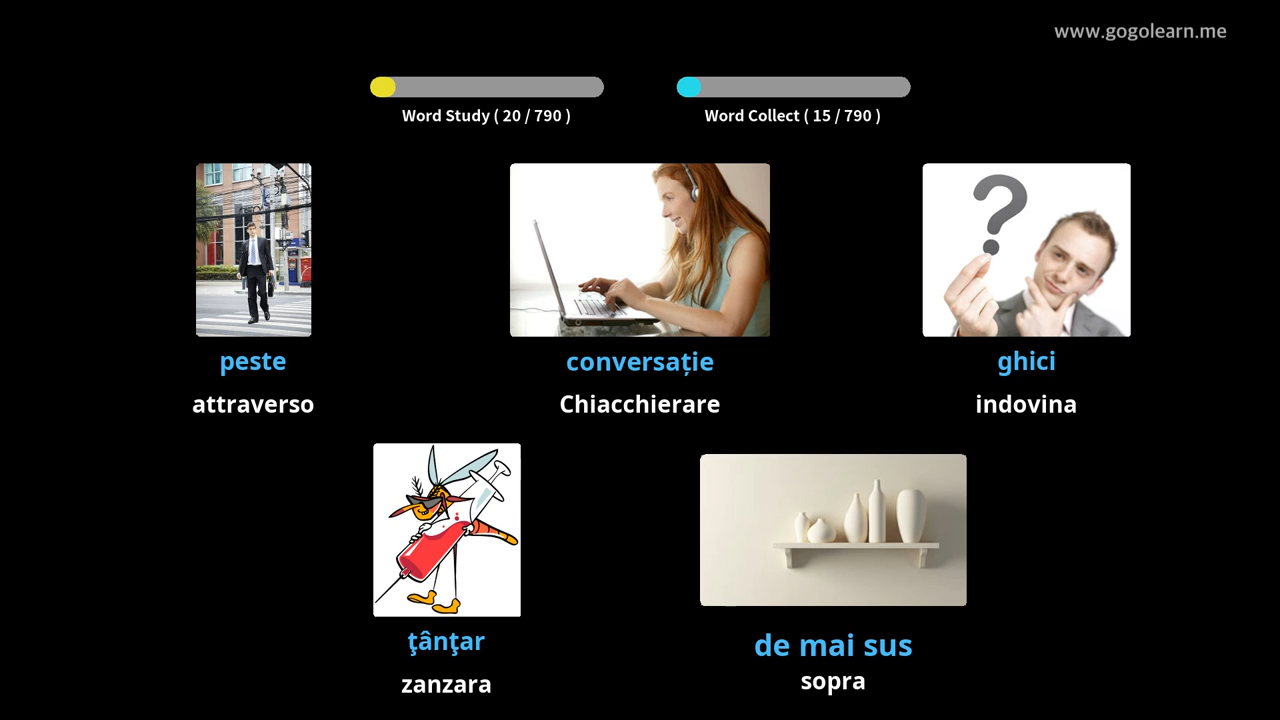 www.gogolearn.me
Word Study ( 20 / 790 )
Word Collect ( 15 / 790 )
peste
conversație
ghici
attraverso
Chiacchierare
indovina
ţânţar
de mai sus
zanzara
sopra